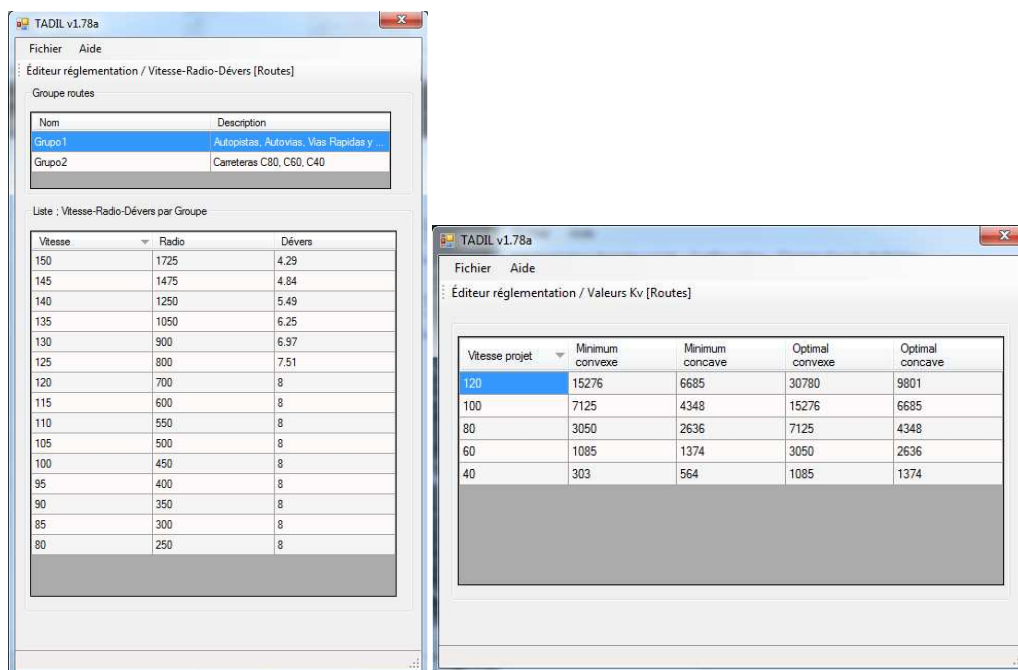 TADIL v1.78a
Fichier Aide
Éditeur réglementation / Vitesse-Radio-Dévers [Routes]
Groupe routes
Nom Description
Grupo1 Autopistas, Autovias, Vias Rapidas y ...
Grupo2 Carreteras C80, C60, C40
Liste ; Vitesse-Radio-Dévers par Groupe
Vitesse Radio Dévers
150 1725 4.29
145 1475 4.84
140 1250 5.49
135 1050 6.25
130 900 6.97
125 800 7.51
120 700 8
115 600 8
110 550 8
105 500 8
100 450 8
95 400 8
90 350 8
85 300 8
80 250 8
TADIL v1.78a
Fichier Aide
Éditeur réglementation / Valeurs Kv [Routes]
Vitesse projet Minimum convexe Minimum concave Optimal convexe Optimal concave
120 15276 6685 30780 9801
100 7125 4348 15276 6685
80 3050 2636 7125 4348
60 1085 1374 3050 2636
40 303 564 1085 1374